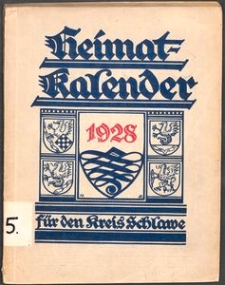 Heimat-
Kalender
1928
5.
für den Kreis Schlawe